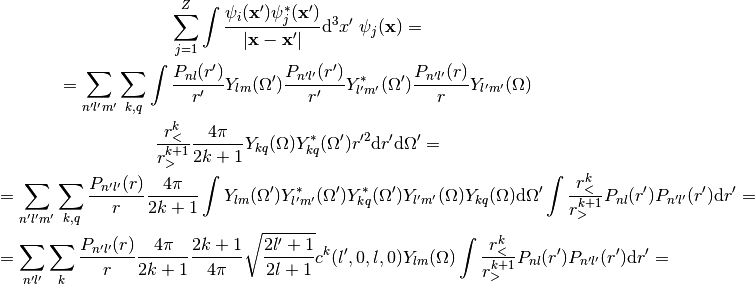 \sum_{j=1}^{Z} \int \frac{\psi_i(\mathbf{x}')\psi_j^*(\mathbf{x}')}{|\mathbf{x}-\mathbf{x}'|} \mathrm{d}^3 x' \ \psi_j(\mathbf{x}) =
= \sum_{n'l'm'} \sum_{k,q} \int \frac{P_{nl}(r')}{r'} Y_{lm}(\Omega') \frac{P_{n'l'}(r')}{r'} Y_{l'm'}^*(\Omega') \frac{P_{n'l'}(r)}{r} Y_{l'm'}(\Omega)
\frac{r_<^k}{r_>^{k+1}} \frac{4\pi}{2k+1} Y_{kq}(\Omega) Y_{kq}^*(\Omega') r'^2 \mathrm{d}r' \mathrm{d}\Omega' =
= \sum_{n'l'm'} \sum_{k,q} \frac{P_{n'l'}(r)}{r} \frac{4\pi}{2k+1} \int Y_{lm}(\Omega') Y_{l'm'}^*(\Omega') Y_{kq}^*(\Omega') Y_{l'm'}(\Omega) Y_{kq}(\Omega) \mathrm{d}\Omega' \int \frac{r_<^k}{r_>^{k+1}} P_{nl}(r') P_{n'l'}(r') \mathrm{d}r' =
= \sum_{n'l'} \sum_{k} \frac{P_{n'l'}(r)}{r} \frac{4\pi}{2k+1} \frac{2k+1}{4\pi} \sqrt{\frac{2l'+1}{2l+1}} c^k(l',0,l,0) Y_{lm}(\Omega) \int \frac{r_<^k}{r_>^{k+1}} P_{nl}(r') P_{n'l'}(r') \mathrm{d}r' =